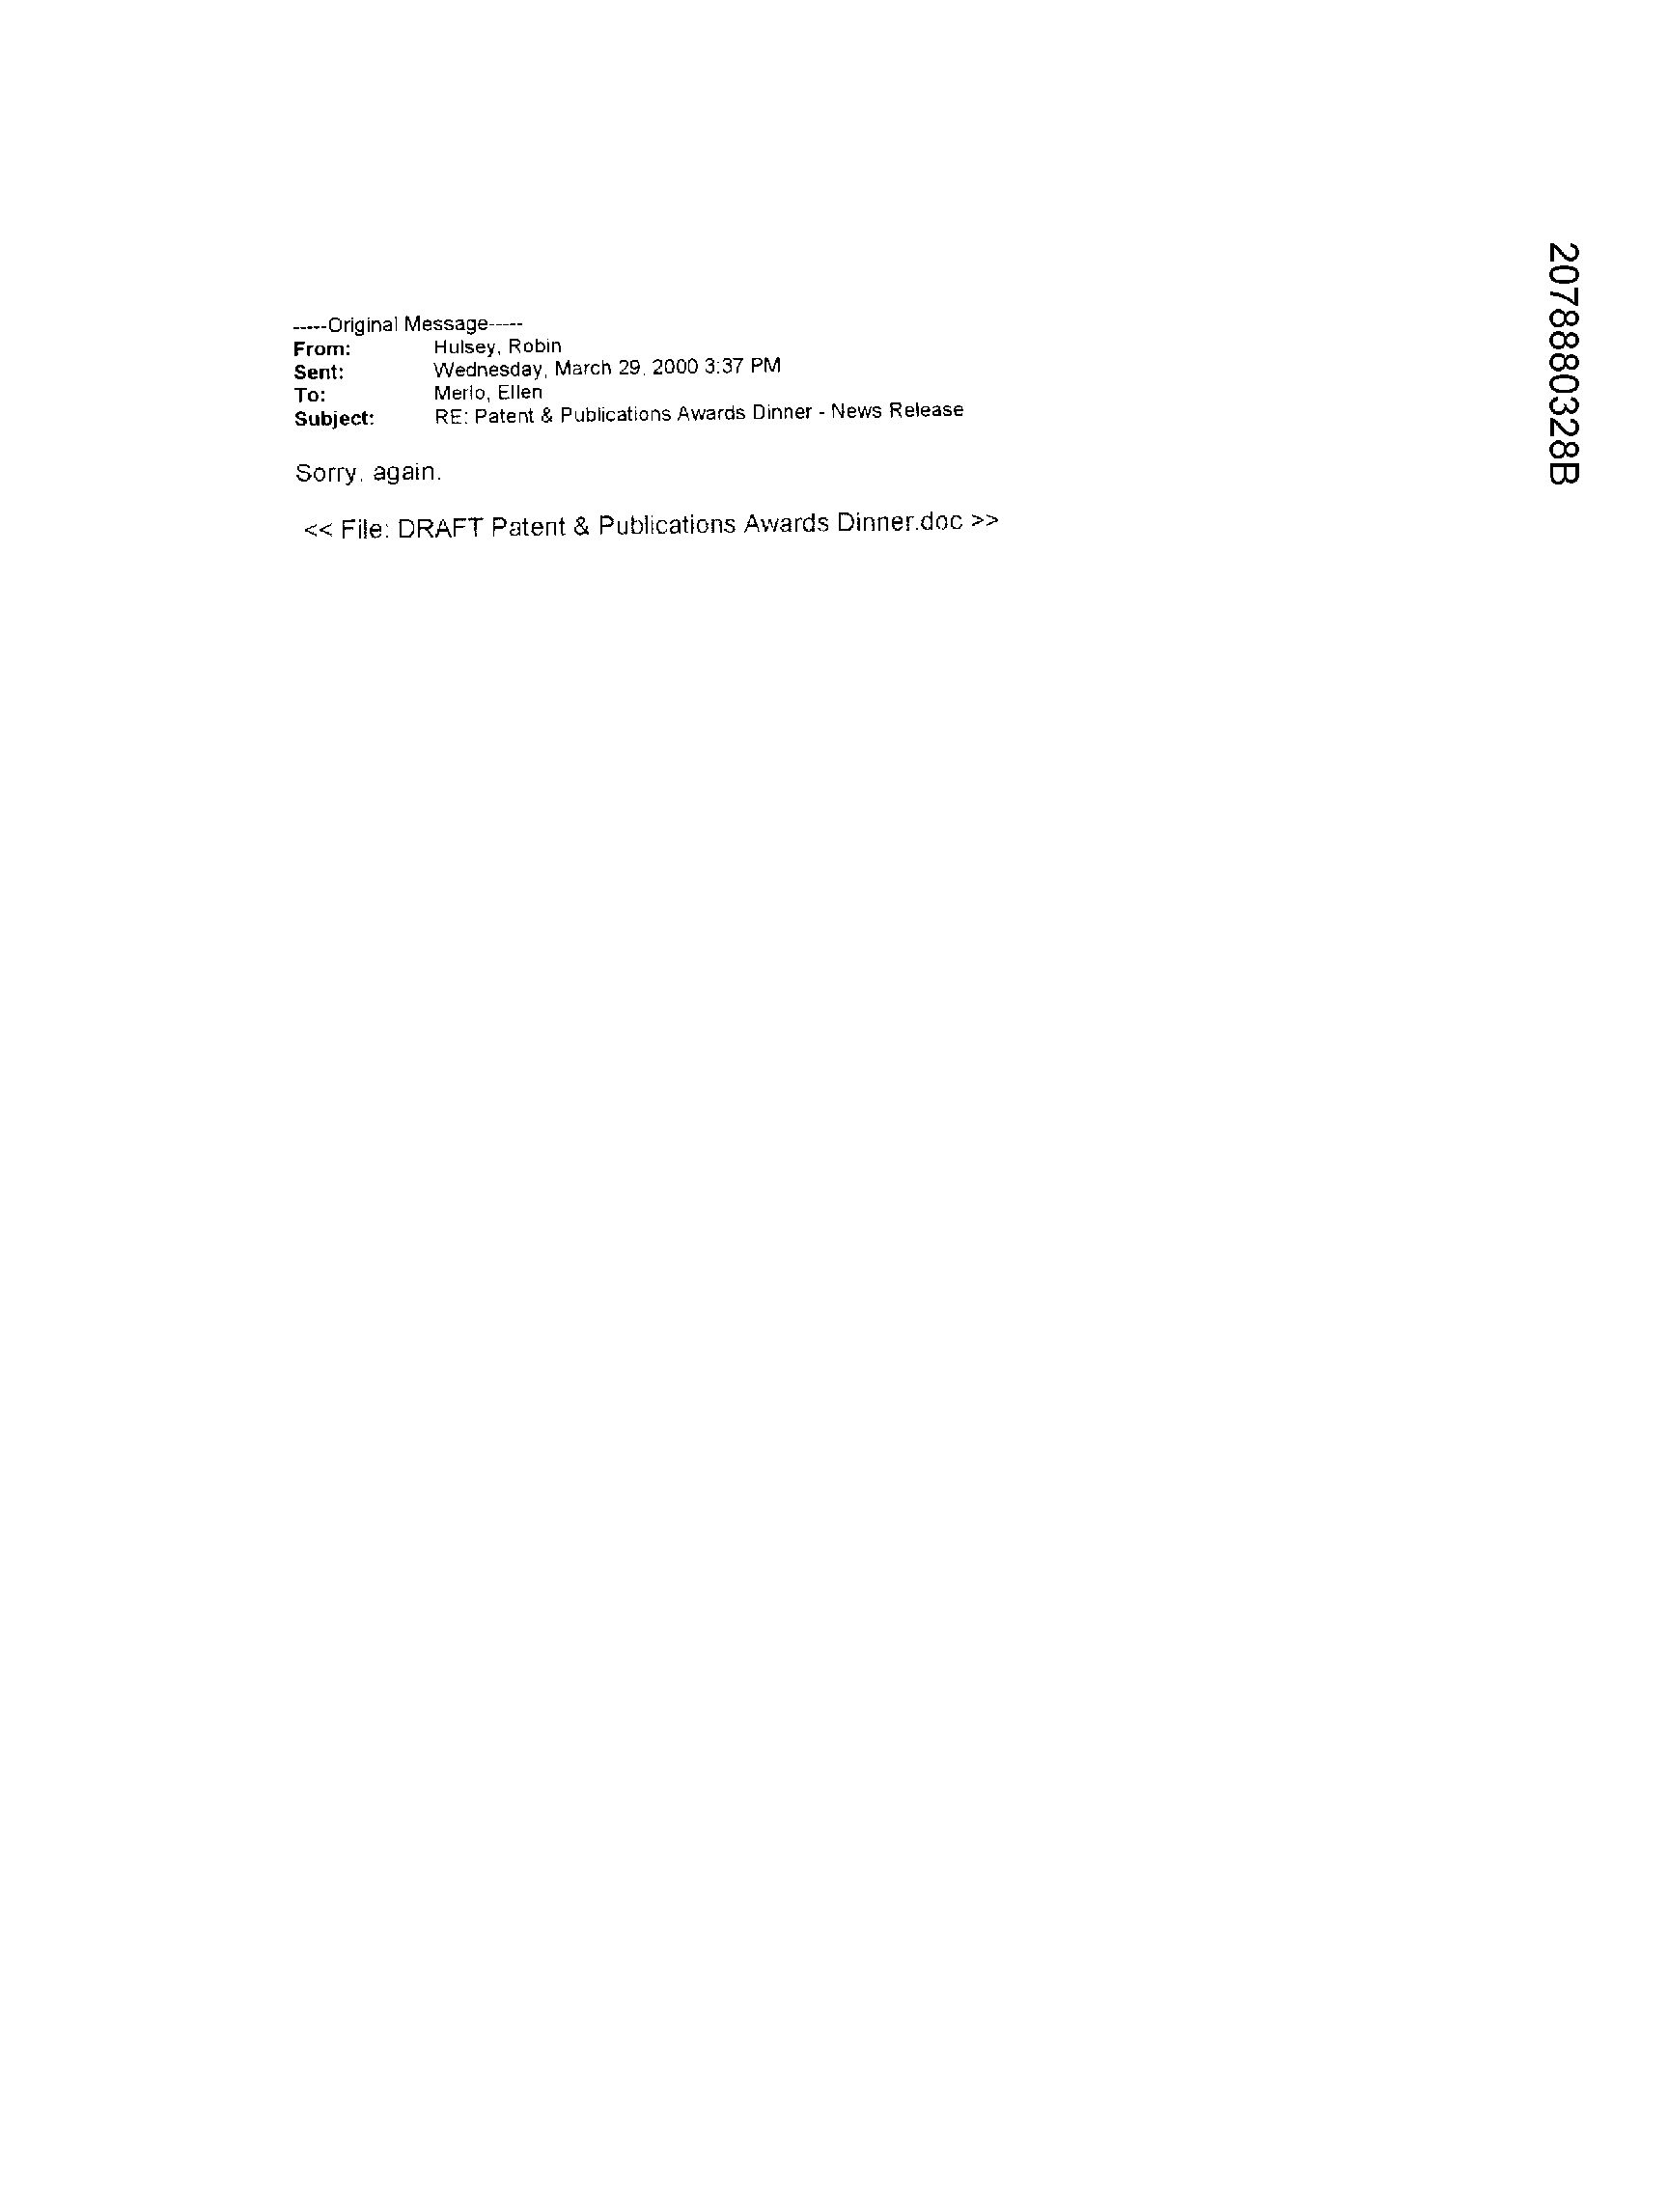 -----Original Message-----
From: Hulsey, Robin
Sent: Wednesday, March 29, 2000 3:37 PM
To: Merlo, Ellen
Subject: RE: Patent & Publications Awards Dinner - News Release
Sorry, again.
<< File: DRAFT Patent & Publications Awards Dinner.doc >>
2078880328B